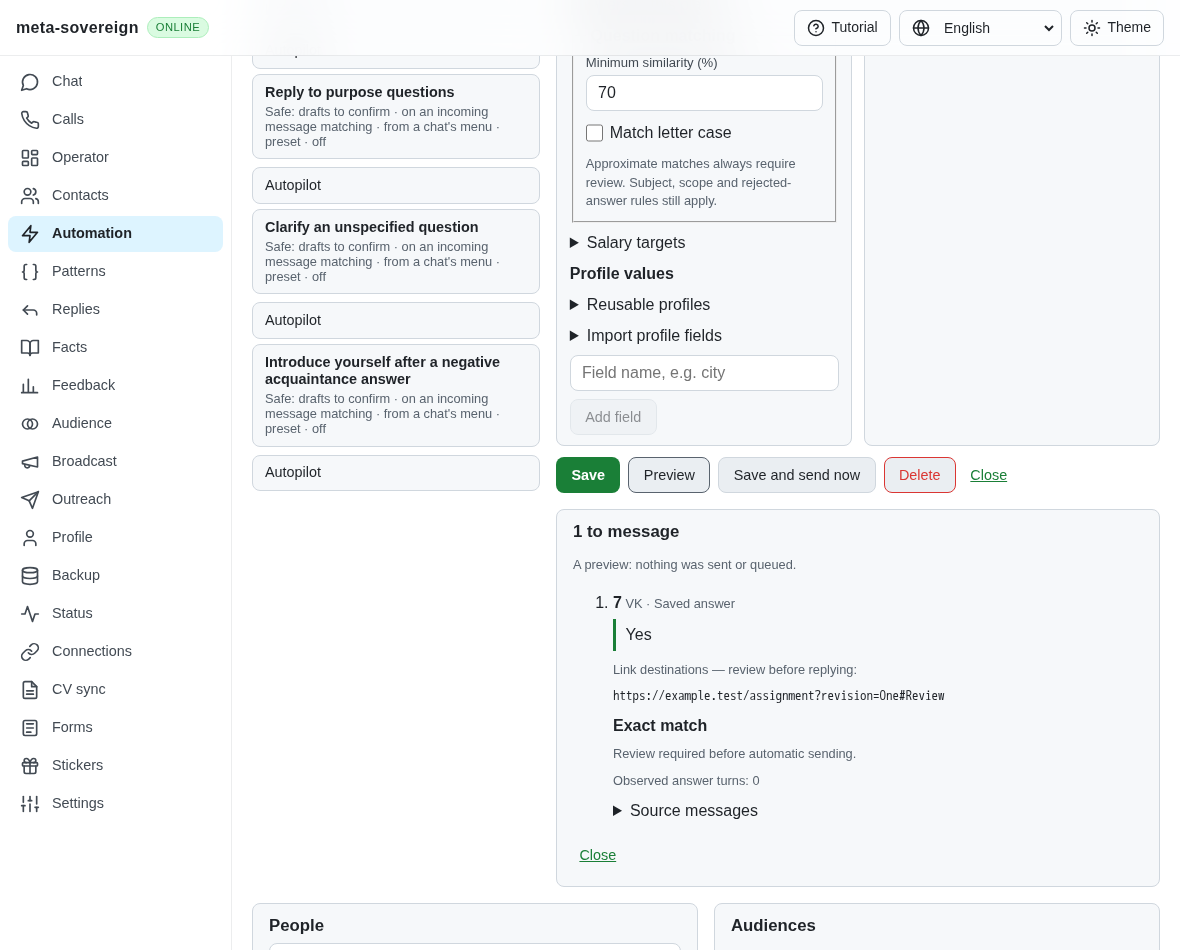 meta-sovereign ONLINE
Tutorial
English
Theme
Chat
Calls
Operator
Contacts
Automation
Patterns
Replies
Facts
Feedback
Audience
Broadcast
Outreach
Profile
Backup
Status
Connections
CV sync
Forms
Stickers
Settings
Reply to purpose questions
Safe: drafts to confirm · on an incoming
message matching · from a chat's menu ·
preset · off
Autopilot
Clarify an unspecified question
Safe: drafts to confirm · on an incoming
message matching · from a chat's menu ·
preset · off
Autopilot
Introduce yourself after a negative
acquaintance answer
Safe: drafts to confirm · on an incoming
message matching · from a chat's menu ·
preset · off
Autopilot
Minimum similarity (%)
70
Match letter case
Approximate matches always require
review. Subject, scope and rejected-
answer rules still apply.
Salary targets
Profile values
Reusable profiles
Import profile fields
Field name, e.g. city
Add field
Save
Preview
Save and send now
Delete
Close
1 to message
A preview: nothing was sent or queued.
1. 7 VK · Saved answer
Yes
Link destinations — review before replying:
https://example.test/assignment?revision=One#Review
Exact match
Review required before automatic sending.
Observed answer turns: 0
Source messages
Close
People
Audiences